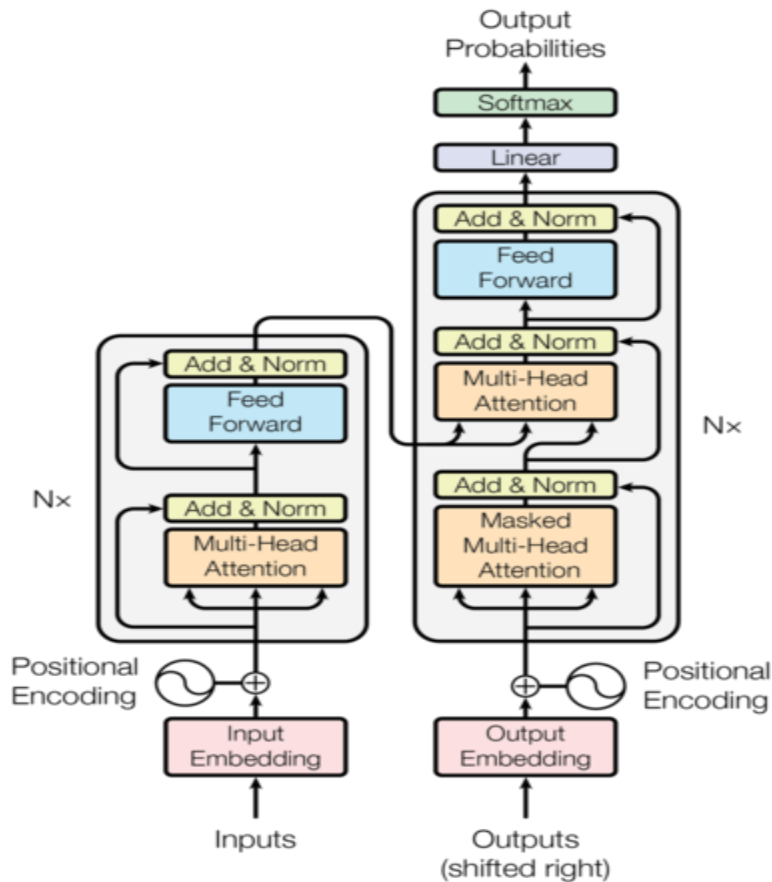 Output
Probabilities
Softmax
Linear
Add & Norm
Feed
Forward
Add & Norm
Multi-Head
Attention
Add & Norm
Masked
Multi-Head
Attention
Nx
Add & Norm
Feed
Forward
Add & Norm
Multi-Head
Attention
Nx
Positional
Encoding
Positional
Encoding
Input
Embedding
Output
Embedding
Inputs
Outputs
(shifted right)